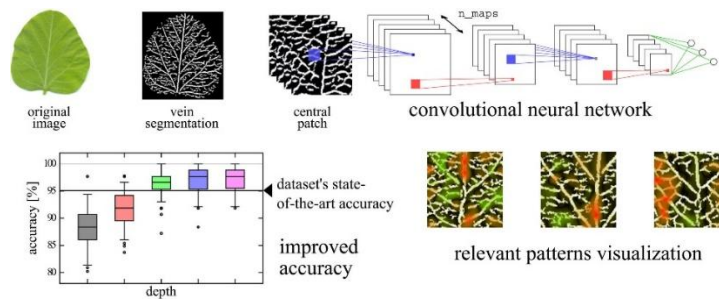 n_maps
original
image
vein
segmentation
central
patch
convolutional neural network
100
95
90
85
80
accuracy [%]
depth
dataset's state-
of-the-art accuracy
improved
accuracy
relevant patterns visualization